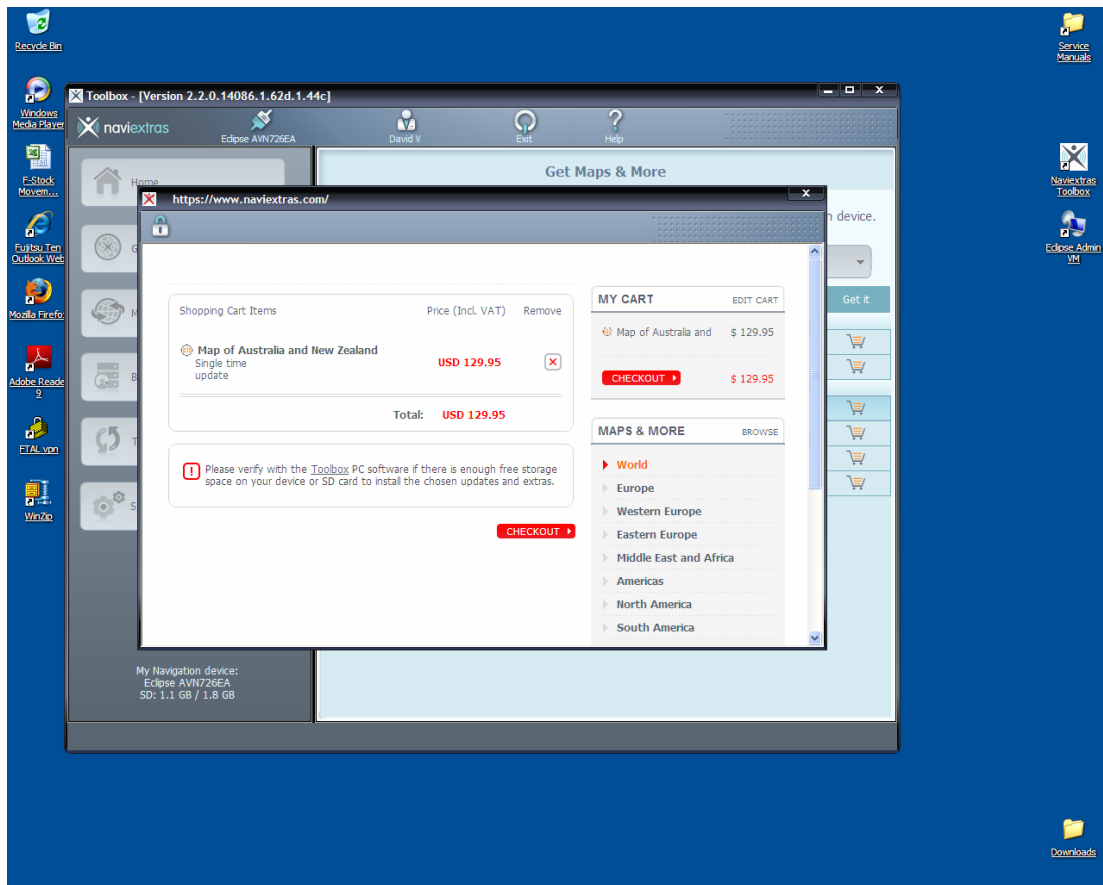 Recycle Bin
Windows
Media Player
E-Stock
Movem...
Fujitsu Ten
Outlook Web
Mozilla Firefo
Adobe Reade
9
FTAL vpn
WinZip
Service
Manuals
Naviextras
Toolbox
Eclipse Admin
VM
Downloads
Toolbox - [Version 2.2.0.14086.1.62d.1.44c]
naviextras
Eclipse AVN726EA
David V
Exit
Help
Home
G
M
B
T
S
Get Maps & More
n device.
Get it
https://www.naviextras.com/
Shopping Cart Items Price (Incl. VAT) Remove
Map of Australia and New Zealand
Single time
update
USD 129.95
Total: USD 129.95
Please verify with the Toolbox PC software if there is enough free storage
space on your device or SD card to install the chosen updates and extras.
CHECKOUT
MY CART EDIT CART
Map of Australia and $ 129.95
CHECKOUT $ 129.95
MAPS & MORE BROWSE
World
Europe
Western Europe
Eastern Europe
Middle East and Africa
Americas
North America
South America
My Navigation device:
Eclipse AVN726EA
SD: 1.1 GB / 1.8 GB